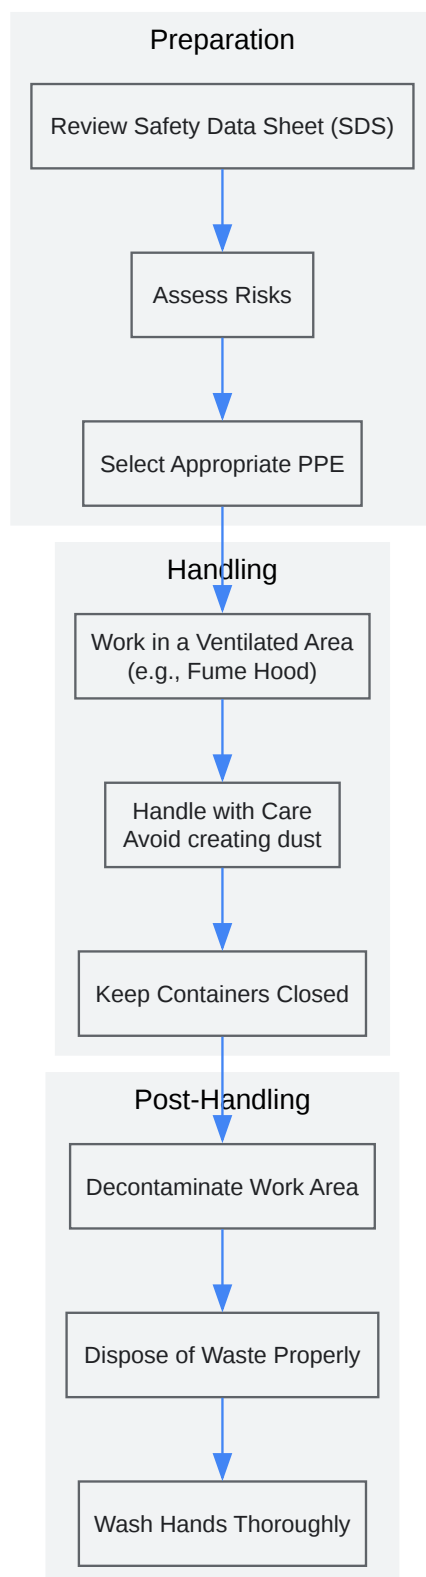 Preparation
Review Safety Data Sheet (SDS)
Assess Risks
Select Appropriate PPE
Handling
Work in a Ventilated Area
(e.g., Fume Hood)
Handle with Care
Avoid creating dust
Keep Containers Closed
Post-Handling
Decontaminate Work Area
Dispose of Waste Properly
Wash Hands Thoroughly